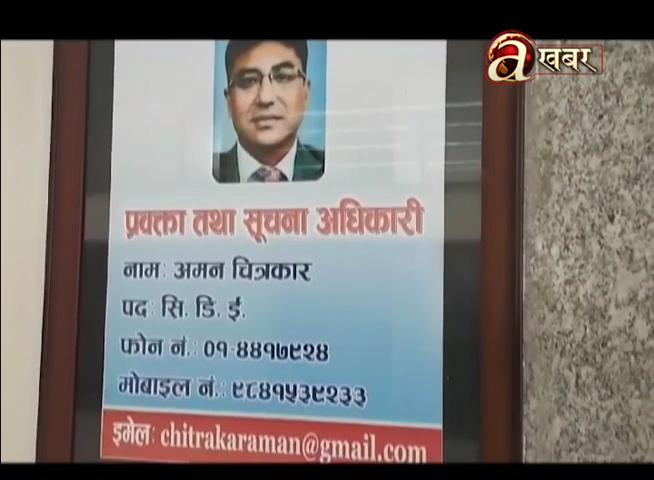 a खबर
प्रवक्ता तथा सूचना अधिकारी
नाम: अमन चित्रकार
पद: सि. डि. ई.
फोन नं.: ०१-४४१७९२४
मोबाइल नं.: ९८४१५३९२३३
इमेल: chitrakaraman@gmail.com